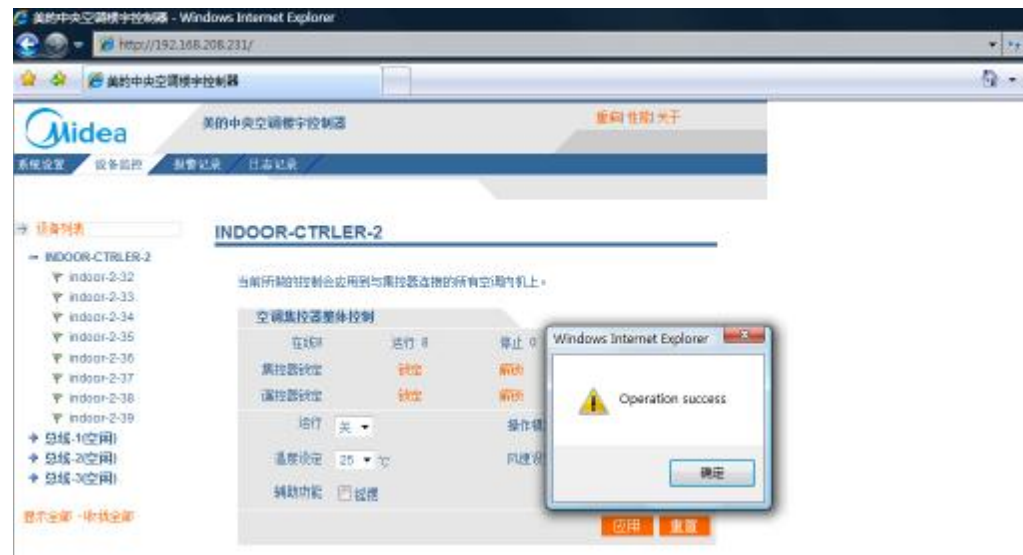 美的中央空调楼宇控制器 - Windows Internet Explorer
http://192.168.208.231/
美的中央空调楼宇控制器
Midea
美的中央空调楼宇控制器
重启| 性能| 关于
系统设置 设备监控 报警记录 日志记录
设备列表
INDOOR-CTRLER-2
INDOOR-CTRLER-2
indoor-2-32
indoor-2-33
indoor-2-34
indoor-2-35
indoor-2-36
indoor-2-37
indoor-2-38
indoor-2-39
总线-1(空闲)
总线-2(空闲)
总线-3(空闲)
显示全部 -收拢全部
当前所做的控制会应用到与集控器连接的所有空调内机上。
空调集控器整体控制
在线8 运行 8 停止 0
集控器锁定 锁定 解锁
遥控器锁定 锁定 解锁
运行 关 操作模
温度设定 25 ℃ 风速设
辅助功能 摇摆
应用 重置
Windows Internet Explorer
Operation success
确定